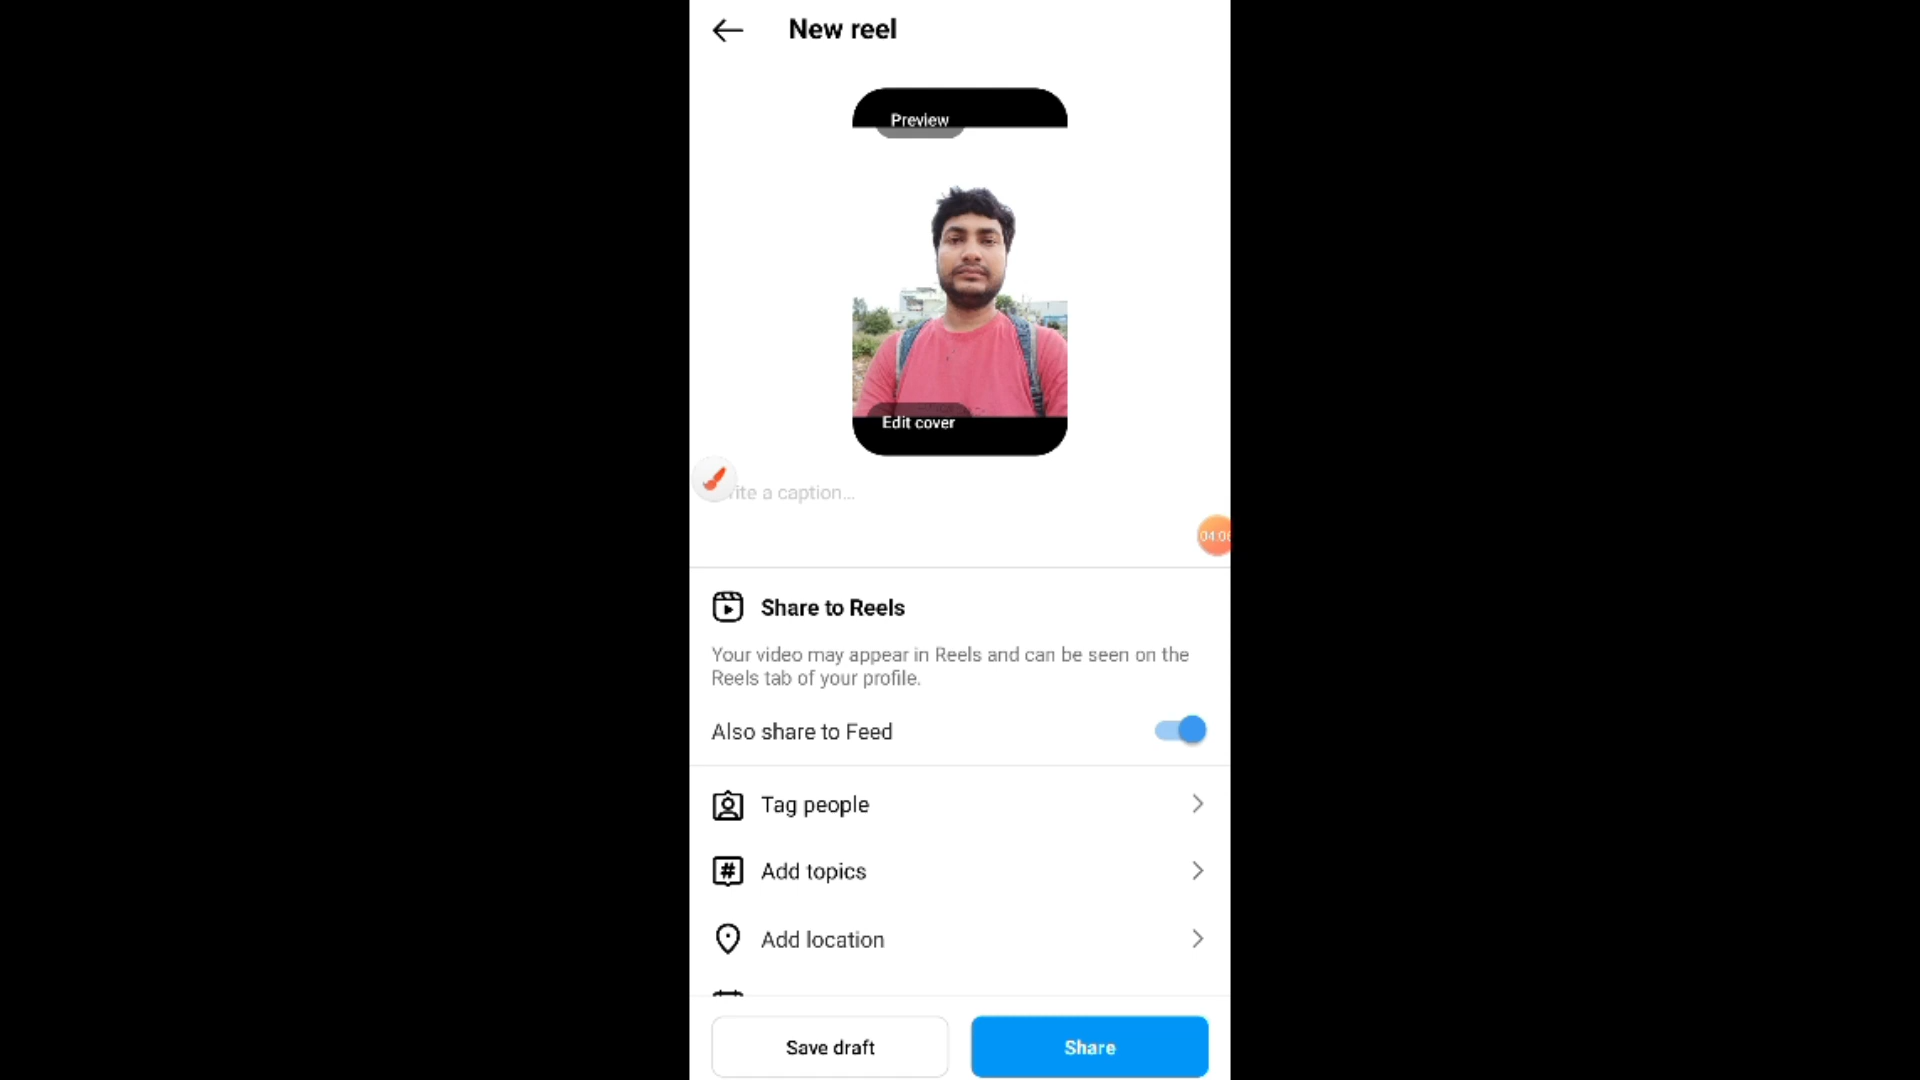 New reel
Preview
Edit cover
ite a caption...
04:0
Share to Reels
Your video may appear in Reels and can be seen on the
Reels tab of your profile.
Also share to Feed
Tag people
# Add topics
Add location
Save draft
Share